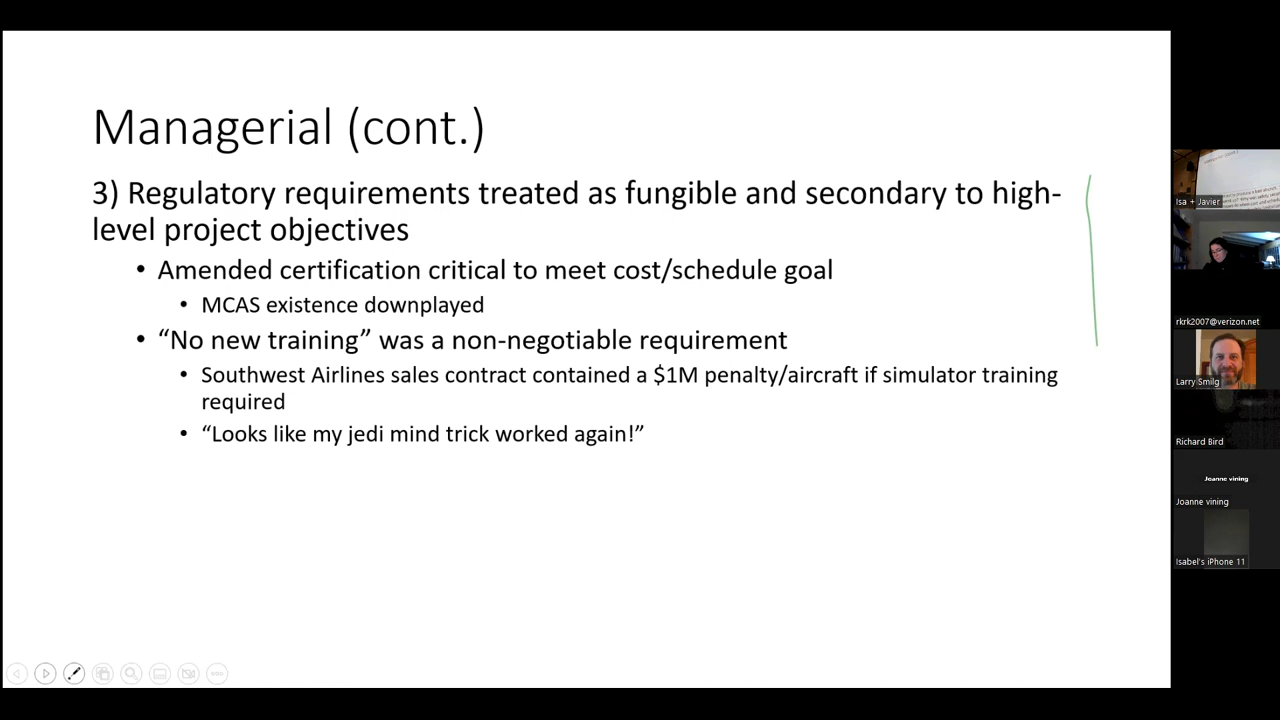 Managerial (cont.)
3) Regulatory requirements treated as fungible and secondary to high-
level project objectives
• Amended certification critical to meet cost/schedule goal
• MCAS existence downplayed
• “No new training” was a non-negotiable requirement
• Southwest Airlines sales contract contained a $1M penalty/aircraft if simulator training
required
• “Looks like my jedi mind trick worked again!”
Isa + Javier
rkrk2007@verizon.net
Larry Smilg
Richard Bird
Joanne vining
Joanne vining
Isabel's iPhone 11